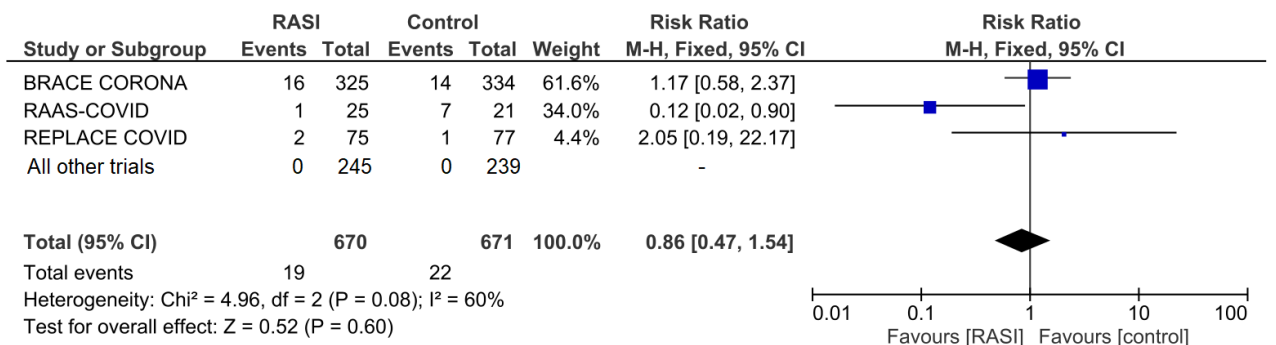 RASI Control Risk Ratio Risk Ratio
Study or Subgroup Events Total Events Total Weight M-H, Fixed, 95% CI M-H, Fixed, 95% CI
BRACE CORONA 16 325 14 334 61.6% 1.17 [0.58, 2.37]
RAAS-COVID 1 25 7 21 34.0% 0.12 [0.02, 0.90]
REPLACE COVID 2 75 1 77 4.4% 2.05 [0.19, 22.17]
All other trials 0 245 0 239 -
Total (95% CI) 670 671 100.0% 0.86 [0.47, 1.54]
Total events 19 22
Heterogeneity: Chi² = 4.96, df = 2 (P = 0.08); I² = 60%
Test for overall effect: Z = 0.52 (P = 0.60)
0.01 0.1 1 10 100
Favours [RASI] Favours [control]